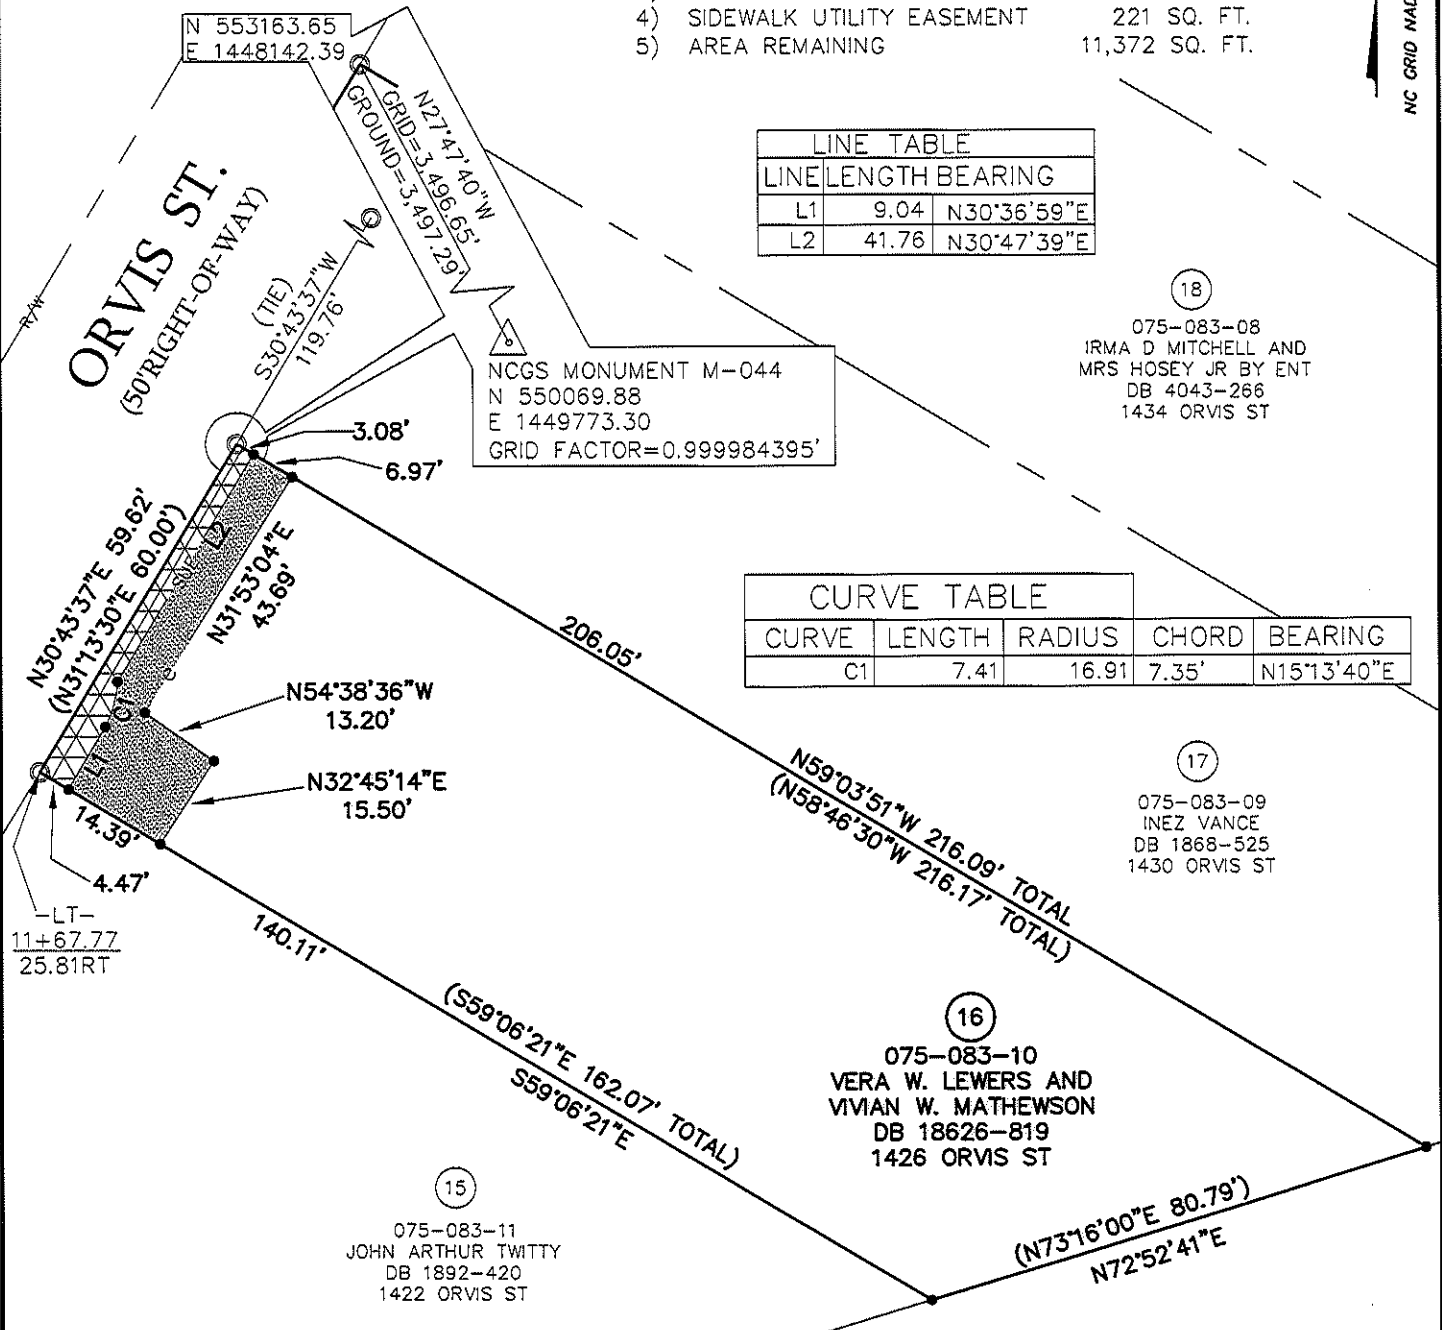 4) SIDEWALK UTILITY EASEMENT 221 SQ. FT.
5) AREA REMAINING 11,372 SQ. FT.
N 553163.65
E 1448142.39
N27°47'40"W
GRID=3,496.65'
GROUND=3,497.29'
NC GRID NAD
LINE TABLE
LINE LENGTH BEARING
L1 9.04 N30°36'59"E
L2 41.76 N30°47'39"E
ORVIS ST.
(50'RIGHT-OF-WAY)
R/W
(TIE)
S30°43'37"W
119.76'
18
075-083-08
IRMA D MITCHELL AND
MRS HOSEY JR BY ENT
DB 4043-266
1434 ORVIS ST
NCGS MONUMENT M-044
N 550069.88
E 1449773.30
GRID FACTOR=0.999984395'
3.08'
6.97'
N30°43'37"E 59.62'
(N31°13'30"E 60.00')
L2
N31°53'04"E
43.69'
206.05'
CURVE TABLE
CURVE LENGTH RADIUS CHORD BEARING
C1 7.41 16.91 7.35' N15°13'40"E
C1
L1
N54°38'36"W
13.20'
N32°45'14"E
15.50'
14.39'
4.47'
-LT-
11+67.77
25.81RT
N59°03'51"W 216.09' TOTAL
(N58°46'30"W 216.17' TOTAL)
17
075-083-09
INEZ VANCE
DB 1868-525
1430 ORVIS ST
140.11'
(S59°06'21"E 162.07' TOTAL)
S59°06'21"E
16
075-083-10
VERA W. LEWERS AND
VIVIAN W. MATHEWSON
DB 18626-819
1426 ORVIS ST
15
075-083-11
JOHN ARTHUR TWITTY
DB 1892-420
1422 ORVIS ST
(N73°16'00"E 80.79')
N72°52'41"E